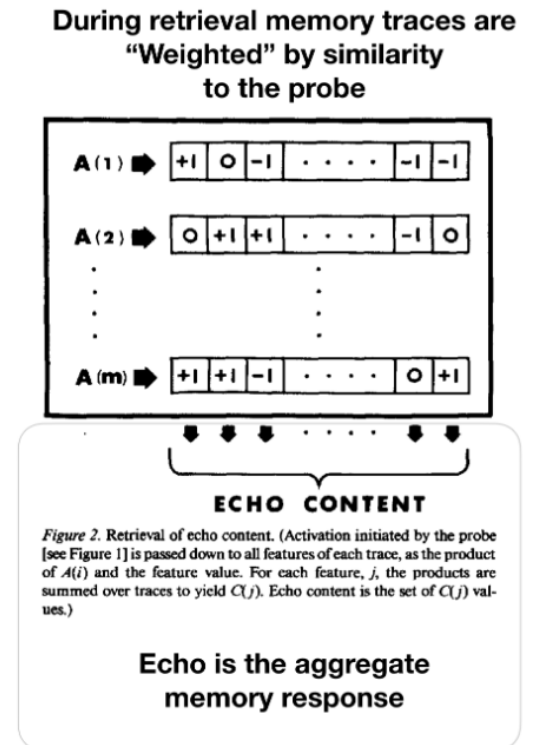 During retrieval memory traces are
“Weighted” by similarity
to the probe
A(1) +1 0 -1 . . . . -1 -1
A(2) 0 +1 +1 . . . . -1 0
A(m) +1 +1 -1 . . . . 0 +1
ECHO CONTENT
Figure 2. Retrieval of echo content. (Activation initiated by the probe
[see Figure 1] is passed down to all features of each trace, as the product
of A(i) and the feature value. For each feature, j, the products are
summed over traces to yield C(j). Echo content is the set of C(j) val-
ues.)
Echo is the aggregate
memory response